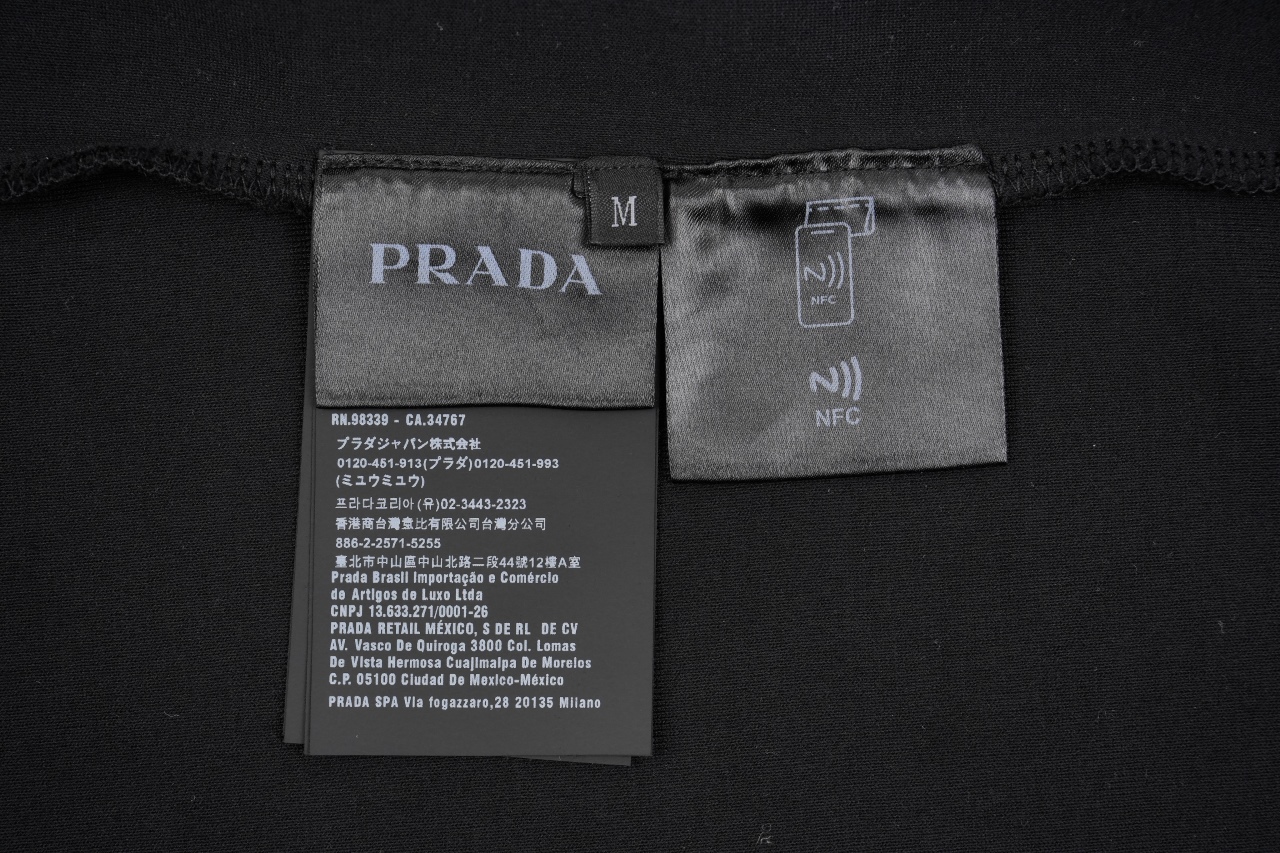 PRADA
M
NFC
NFC
RN.98339 - CA.34767
プラダジャパン株式会社
0120-451-913(プラダ)0120-451-993
(ミユウミユウ)
프라다코리아(유)02-3443-2323
香港商台灣意比有限公司台灣分公司
886-2-2571-5255
臺北市中山區中山北路二段44號12樓A室
Prada Brasil Importação e Comércio
de Artigos de Luxo Ltda
CNPJ 13.633.271/0001-26
PRADA RETAIL MÉXICO, S DE RL DE CV
AV. Vasco De Quiroga 3800 Col. Lomas
De Vista Hermosa Cuajimalpa De Morelos
C.P. 05100 Ciudad De Mexico-México
PRADA SPA Via fogazzaro,28 20135 Milano